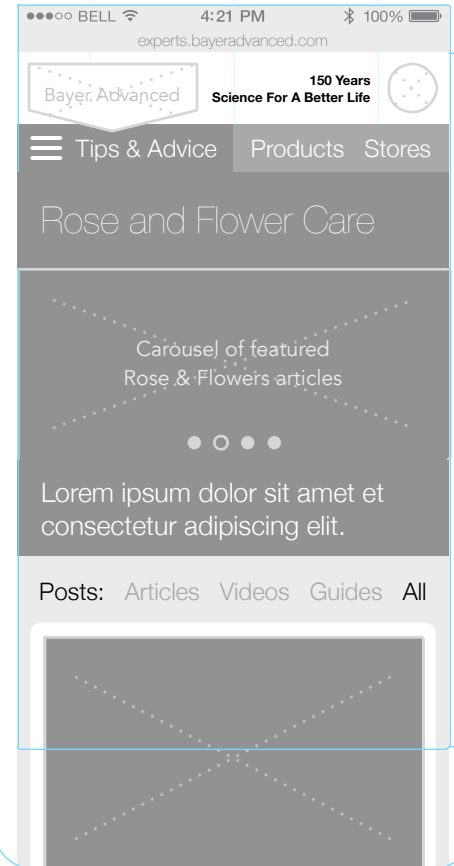 BELL 4:21 PM 100%
experts.bayeradvanced.com
Bayer Advanced
150 Years
Science For A Better Life
Tips & Advice Products Stores
Rose and Flower Care
Carousel of featured
Rose & Flowers articles
Lorem ipsum dolor sit amet et
consectetur adipiscing elit.
Posts: Articles Videos Guides All